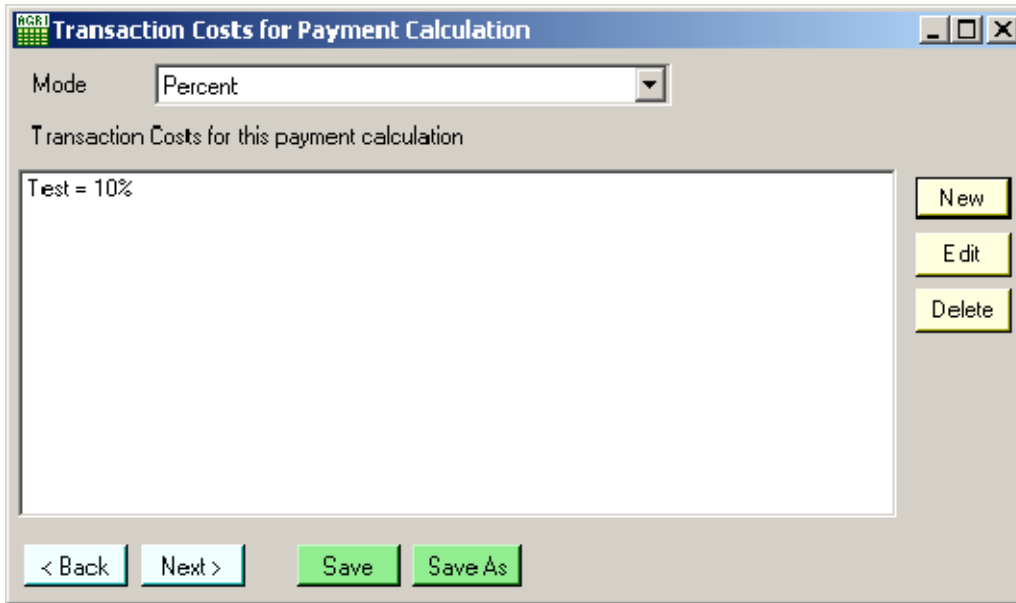 AGRI Transaction Costs for Payment Calculation
Mode Percent
Transaction Costs for this payment calculation
Test = 10%
New
Edit
Delete
< Back Next > Save Save As